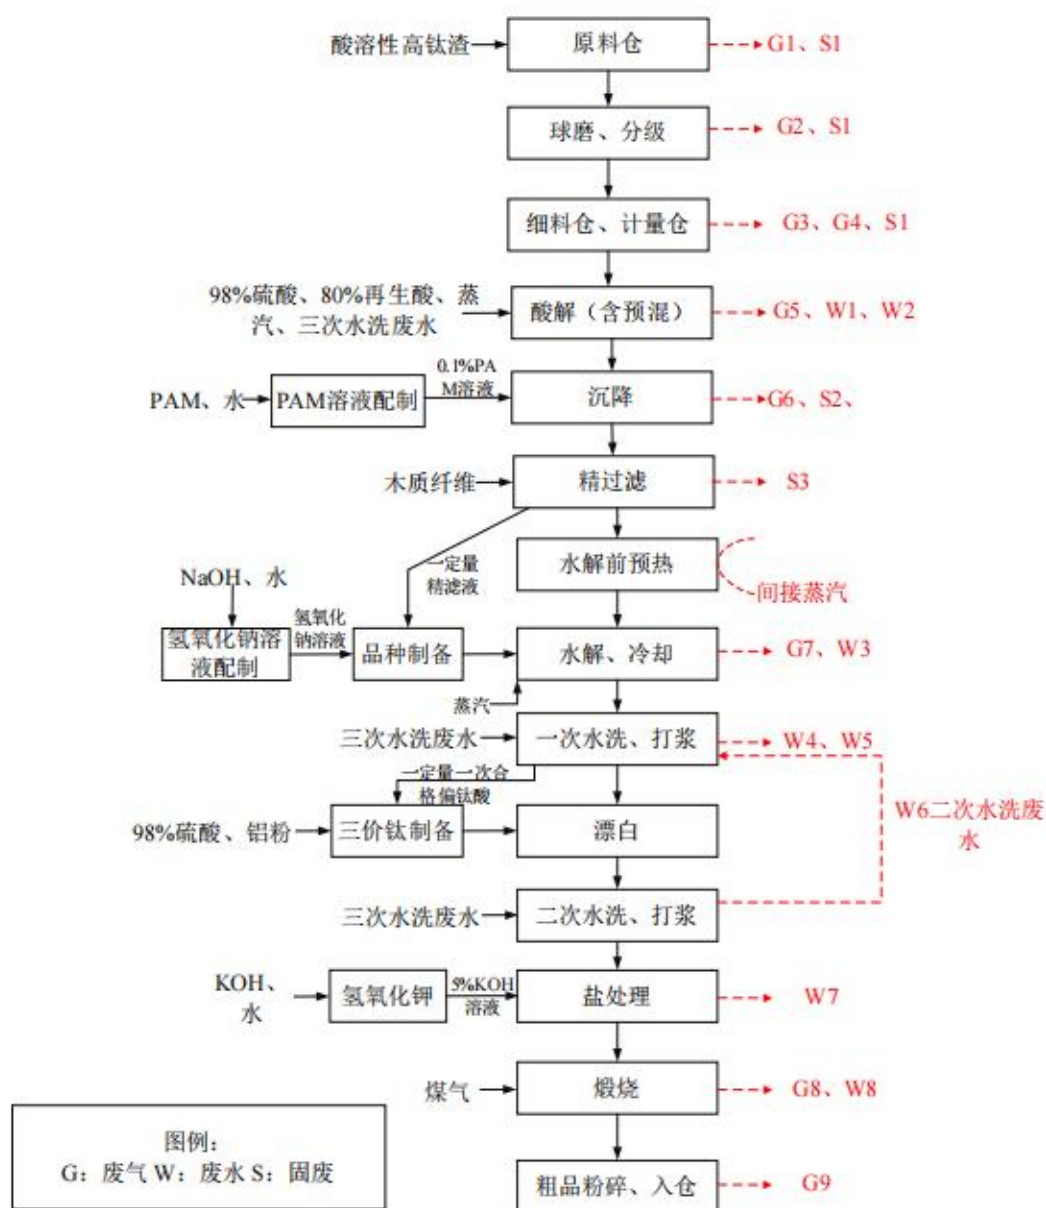 酸溶性高钛渣
原料仓
G1、S1
球磨、分级
G2、S1
细料仓、计量仓
G3、G4、S1
98%硫酸、80%再生酸、蒸
汽、三次水洗废水
酸解（含预混）
G5、W1、W2
PAM、水
PAM溶液配制
0.1%PA
M溶液
沉降
G6、S2、
木质纤维
精过滤
S3
一定量
精滤液
水解前预热
间接蒸汽
NaOH、水
氢氧化钠溶
液配制
氢氧化
钠溶液
品种制备
水解、冷却
G7、W3
蒸汽
三次水洗废水
一次水洗、打浆
W4、W5
一定量一次合
格偏钛酸
98%硫酸、铝粉
三价钛制备
漂白
W6二次水洗废
水
三次水洗废水
二次水洗、打浆
KOH、
水
氢氧化钾
5%KOH
溶液
盐处理
W7
煤气
煅烧
G8、W8
粗品粉碎、入仓
G9
图例：
G：废气 W：废水 S：固废